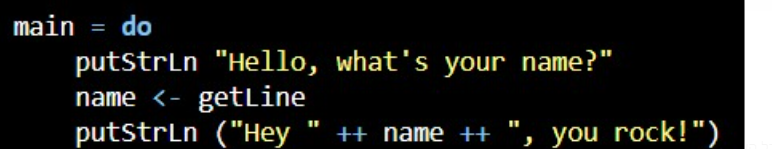 main = do
    putStrLn "Hello, what's your name?"
    name <- getLine
    putStrLn ("Hey " ++ name ++ ", you rock!")